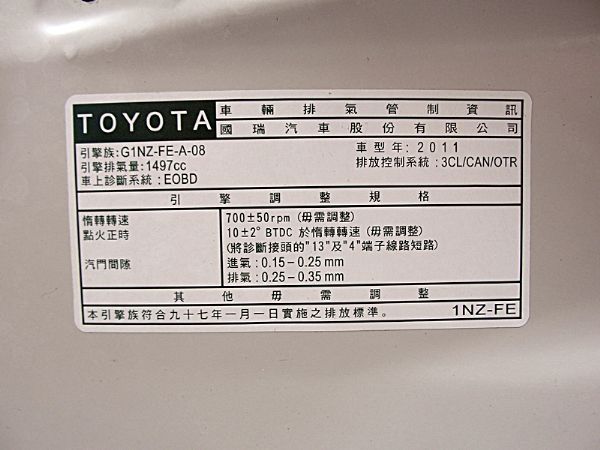 TOYOTA
車輛排氣管制資訊
國瑞汽車股份有限公司
引擎族:G1NZ-FE-A-08
車型年:2011
引擎排氣量:1497cc
排放控制系統:3CL/CAN/OTR
車上診斷系統:EOBD
引擎調整規格
惰轉轉速
700±50rpm (毋需調整)
點火正時
10±2° BTDC 於惰轉轉速 (毋需調整)
(將診斷接頭的"13"及"4"端子線路短路)
汽門間隙
進氣:0.15-0.25 mm
排氣:0.25-0.35 mm
其他毋需調整
本引擎族符合九十七年一月一日實施之排放標準。
1NZ-FE